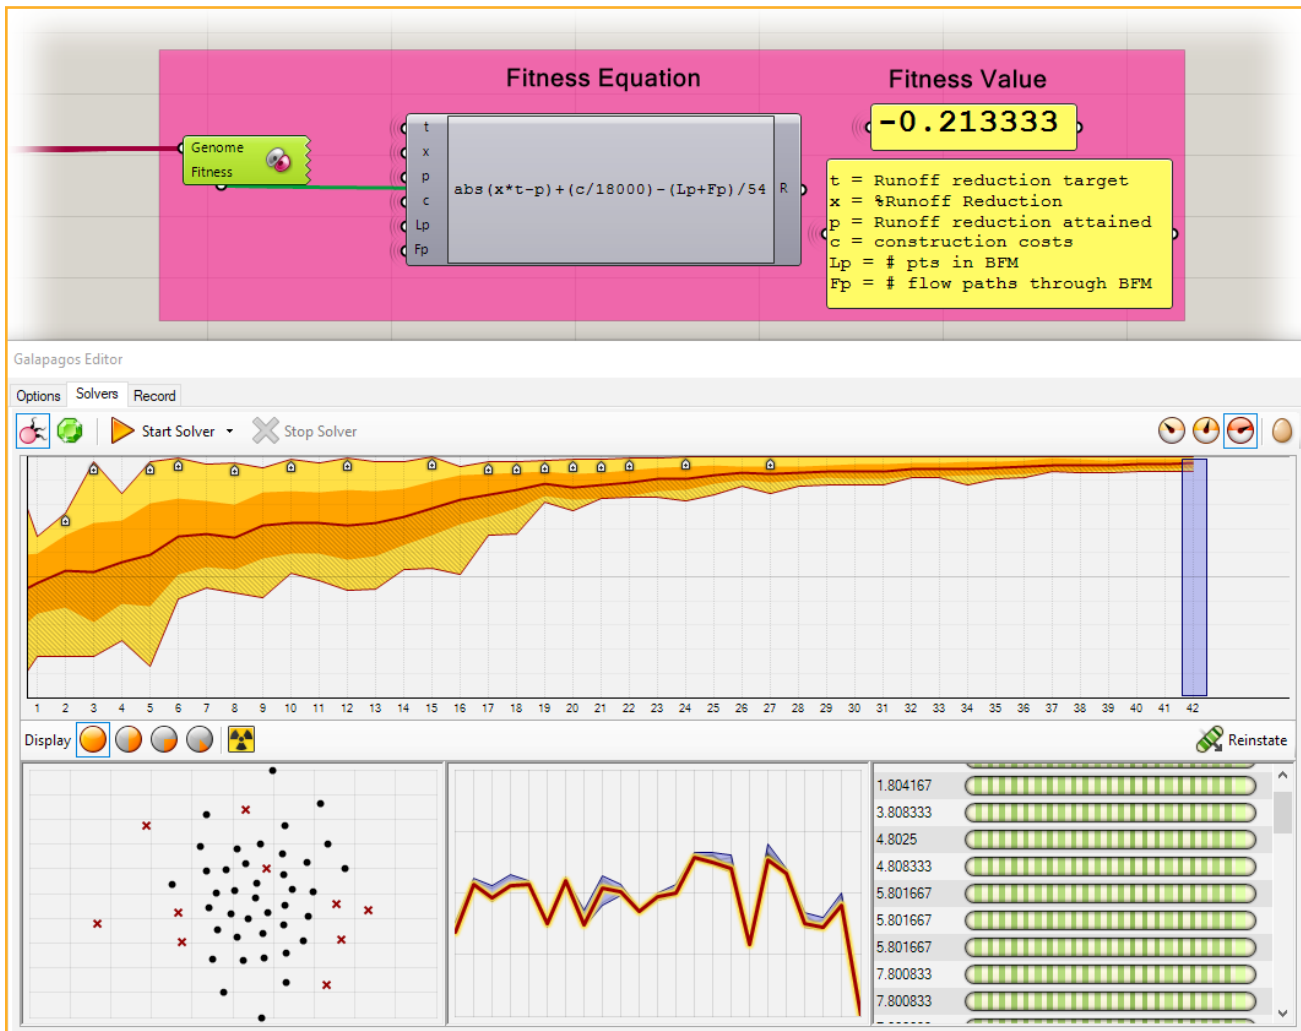 Fitness Equation
Fitness Value
Genome
Fitness
t
x
p
c
Lp
Fp
abs(x*t-p)+(c/18000)-(Lp+Fp)/54
R
-0.213333
t = Runoff reduction target
x = %Runoff Reduction
p = Runoff reduction attained
c = construction costs
Lp = # pts in BFM
Fp = # flow paths through BFM
Galapagos Editor
Options Solvers Record
Start Solver Stop Solver
1 2 3 4 5 6 7 8 9 10 11 12 13 14 15 16 17 18 19 20 21 22 23 24 25 26 27 28 29 30 31 32 33 34 35 36 37 38 39 40 41 42
Display
Reinstate
1.804167
3.808333
4.8025
4.808333
5.801667
5.801667
5.801667
7.800833
7.800833